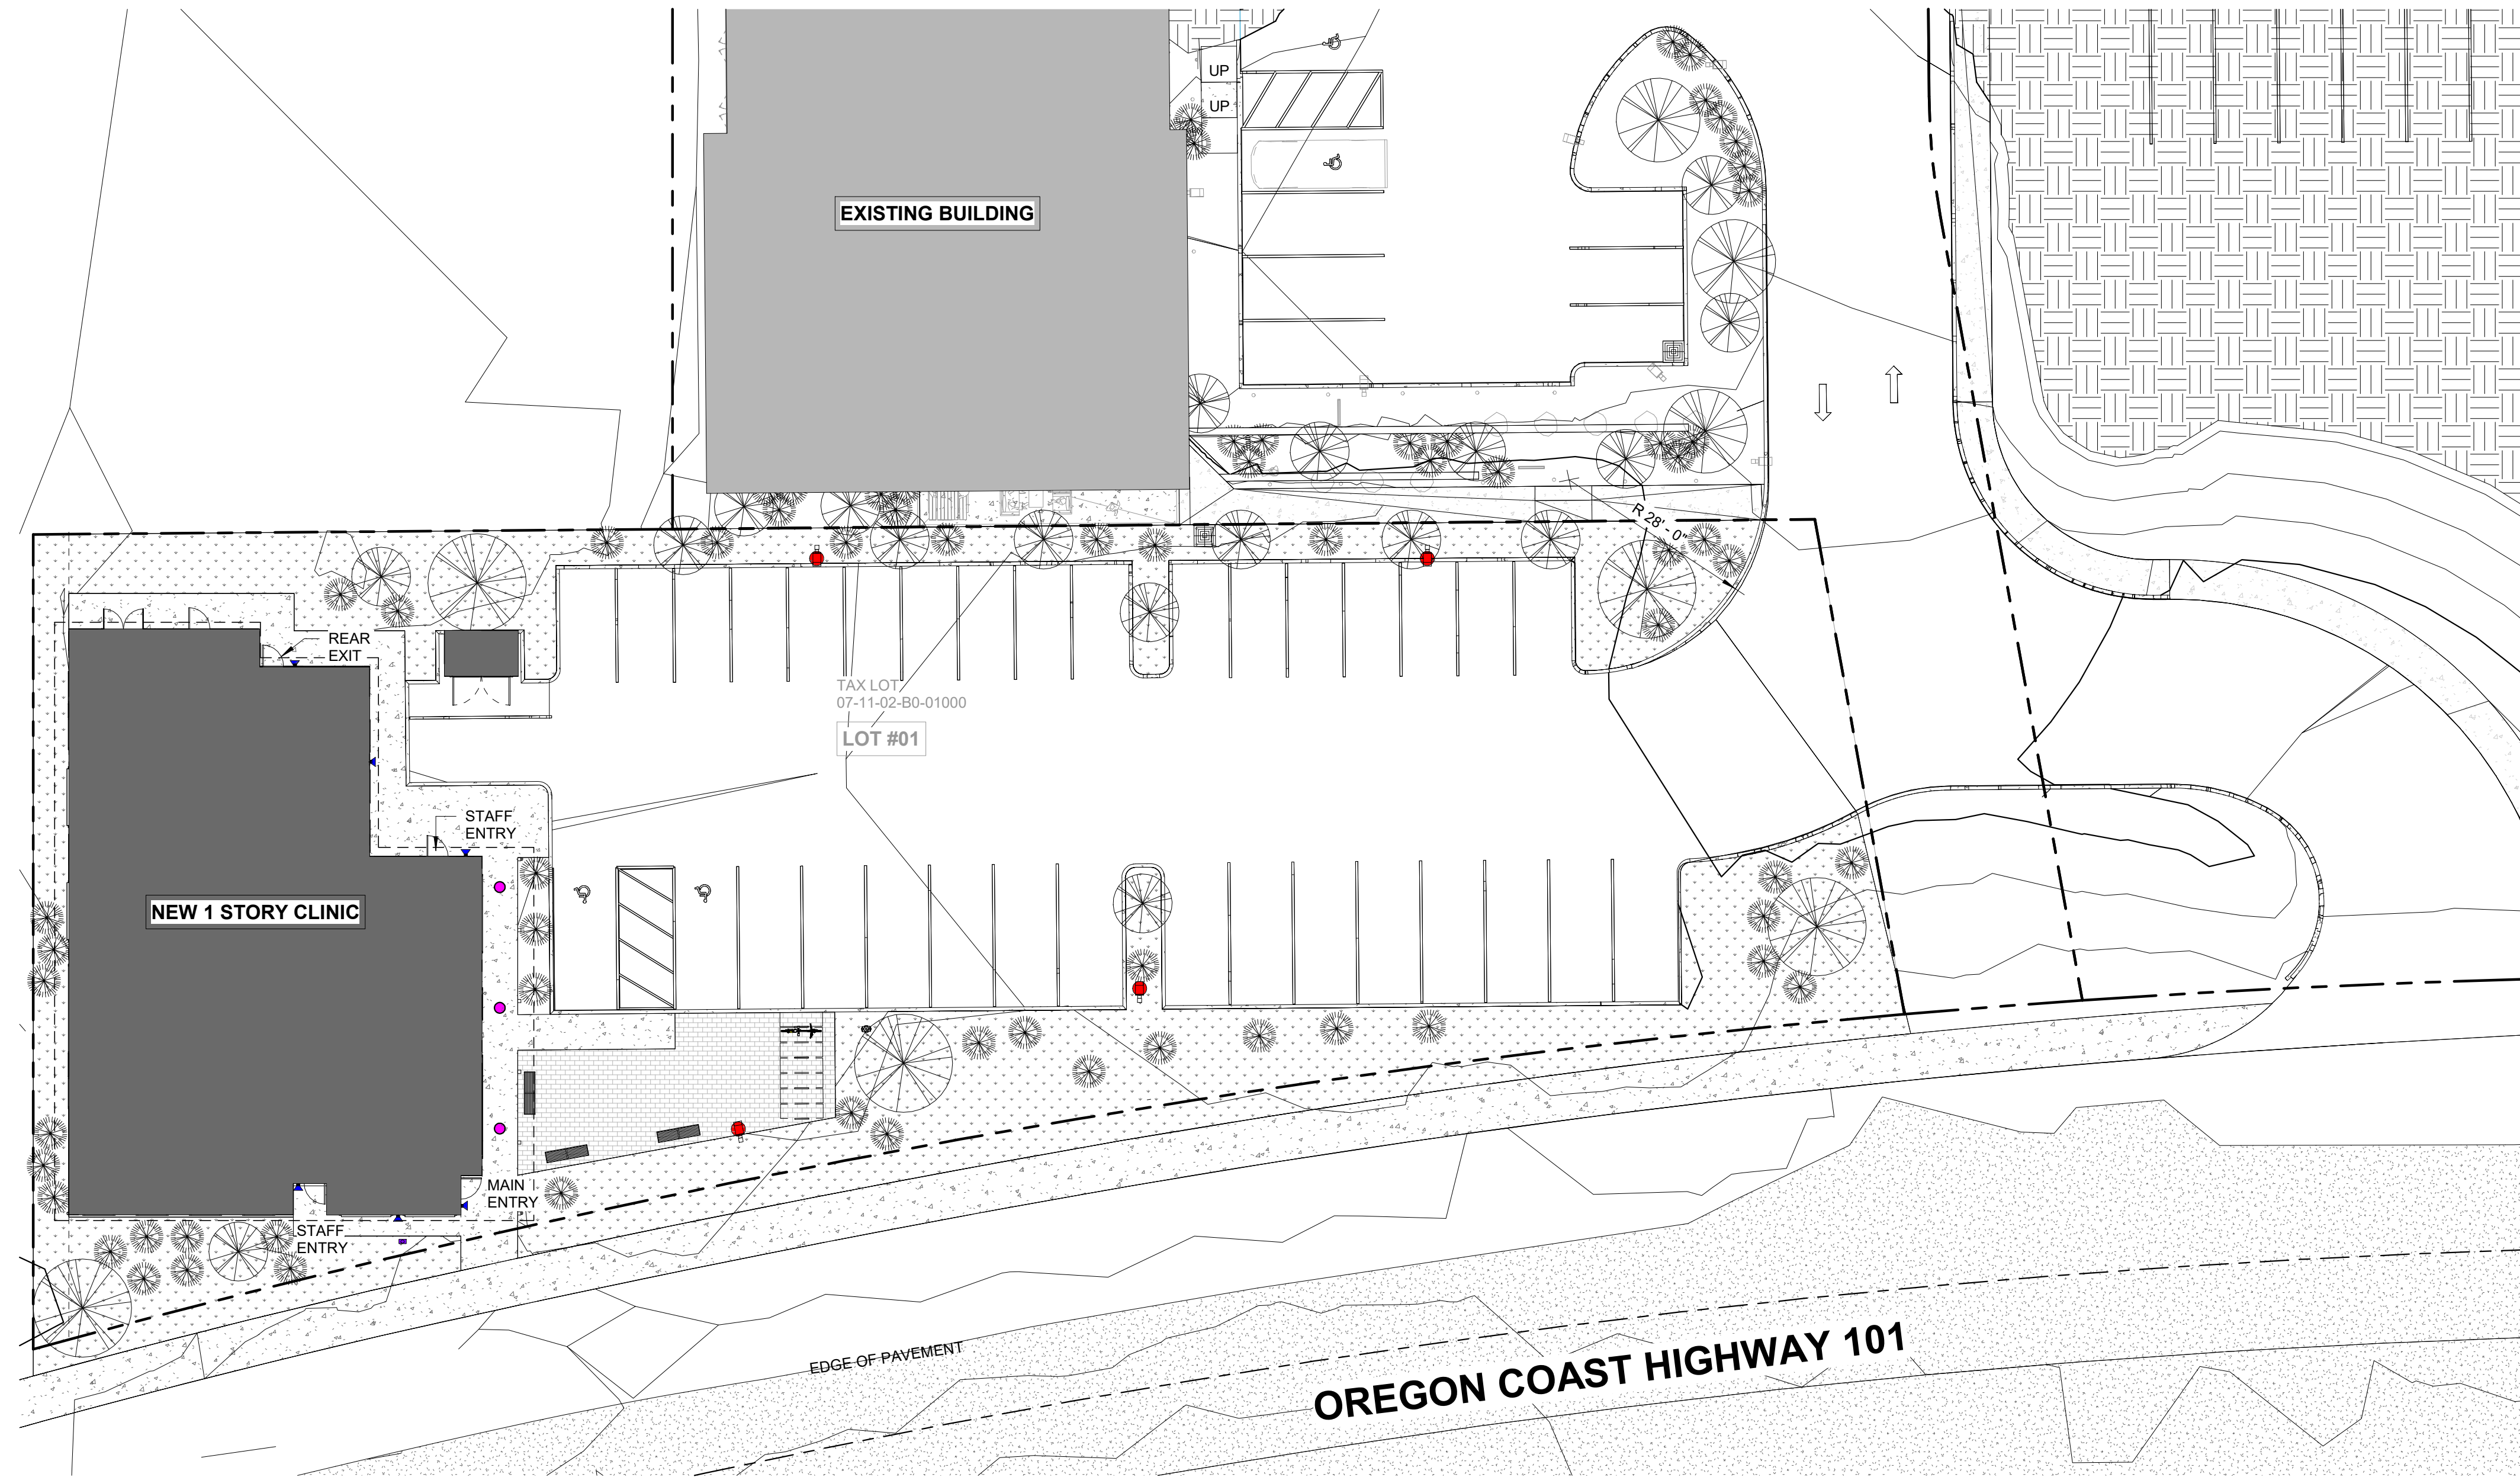 UP
UP
EXISTING BUILDING
R 28' - 0"
REAR
EXIT
TAX LOT
07-11-02-B0-01000
LOT #01
STAFF
ENTRY
NEW 1 STORY CLINIC
MAIN
ENTRY
STAFF
ENTRY
EDGE OF PAVEMENT
OREGON COAST HIGHWAY 101